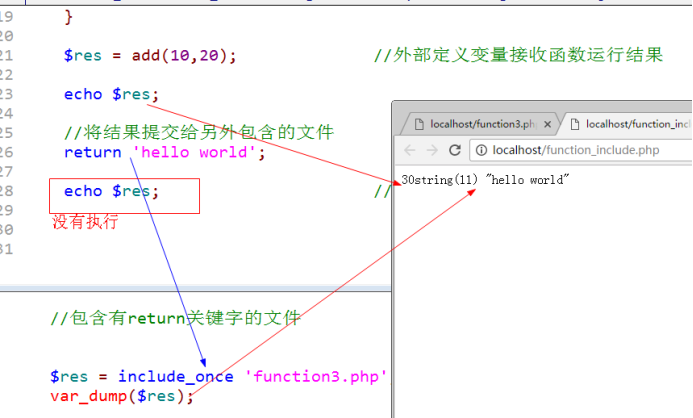 19 }
20
21 $res = add(10,20); //外部定义变量接收函数运行结果
22
23 echo $res;
24
25 //将结果提交给另外包含的文件
26 return 'hello world';
27
28 echo $res; //
没有执行
29
30
31
//包含有return关键字的文件
$res = include_once 'function3.php'
var_dump($res);
localhost/function3.ph
localhost/function_incl
localhost/function_include.php
30string(11) "hello world"